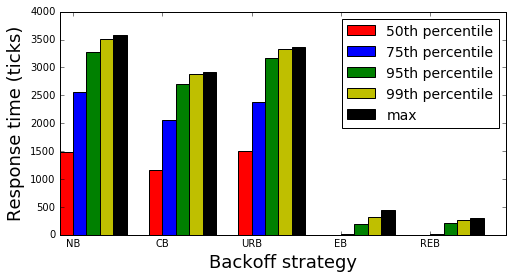 4000
3500
3000
2500
2000
1500
1000
500
0
Response time (ticks)
50th percentile
75th percentile
95th percentile
99th percentile
max
NB CB URB EB REB
Backoff strategy